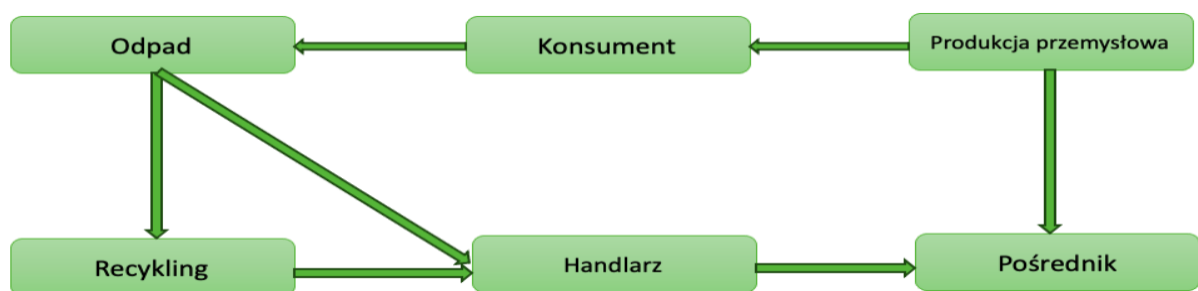 Odpad
Konsument
Produkcja przemysłowa
Recykling
Handlarz
Pośrednik